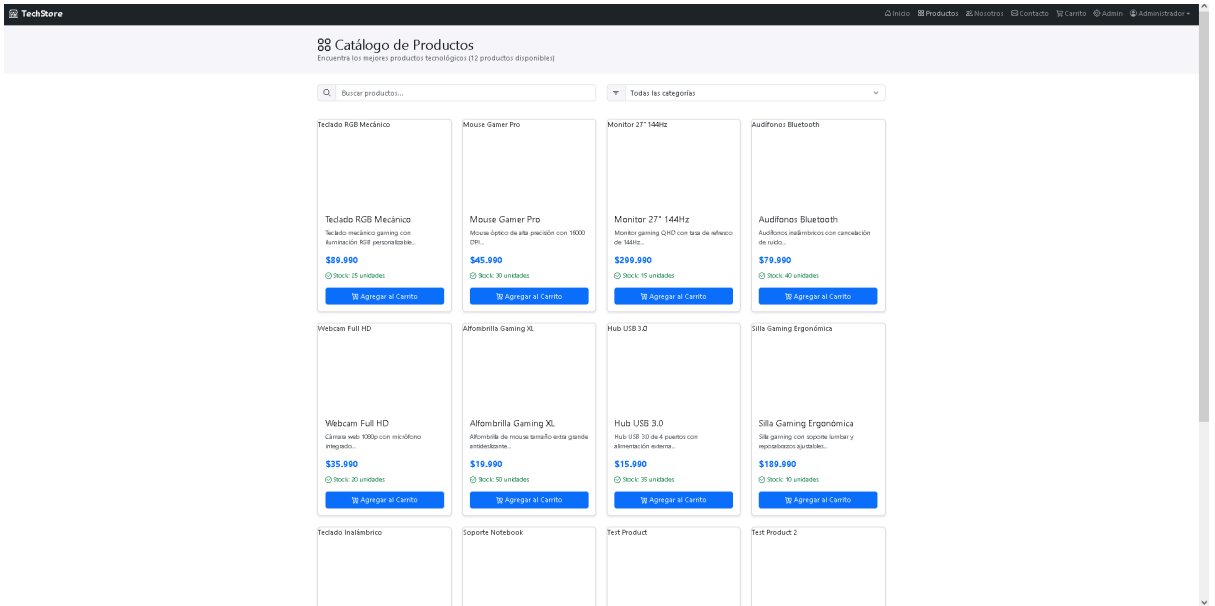 TechStore
Inicio Productos Nosotros Contacto Carrito Admin Administrador
Catálogo de Productos
Encuentra los mejores productos tecnológicos (12 productos disponibles)
Buscar productos...
Todas las categorías
Teclado RGB Mecánico
Mouse Gamer Pro
Monitor 27" 144Hz
Audífonos Bluetooth
Teclado RGB Mecánico
Teclado mecánico gaming con
iluminación RGB personalizable...
$89.990
Stock: 25 unidades
Agregar al Carrito
Mouse Gamer Pro
Mouse óptico de alta precisión con 16000
DPI...
$45.990
Stock: 30 unidades
Agregar al Carrito
Monitor 27" 144Hz
Monitor gaming QHD con tasa de refresco
de 144Hz...
$299.990
Stock: 15 unidades
Agregar al Carrito
Audífonos Bluetooth
Audífonos inalámbricos con cancelación
de ruido...
$79.990
Stock: 40 unidades
Agregar al Carrito
Webcam Full HD
Alfombrilla Gaming XL
Hub USB 3.0
Silla Gaming Ergonómica
Webcam Full HD
Cámara web 1080p con micrófono
integrado...
$35.990
Stock: 20 unidades
Agregar al Carrito
Alfombrilla Gaming XL
Alfombrilla de mouse tamaño extra grande
antideslizante...
$19.990
Stock: 50 unidades
Agregar al Carrito
Hub USB 3.0
Hub USB 3.0 de 4 puertos con
alimentación externa...
$15.990
Stock: 35 unidades
Agregar al Carrito
Silla Gaming Ergonómica
Silla gaming con soporte lumbar y
reposabrazos ajustables...
$189.990
Stock: 10 unidades
Agregar al Carrito
Teclado Inalámbrico
Soporte Notebook
Test Product
Test Product 2